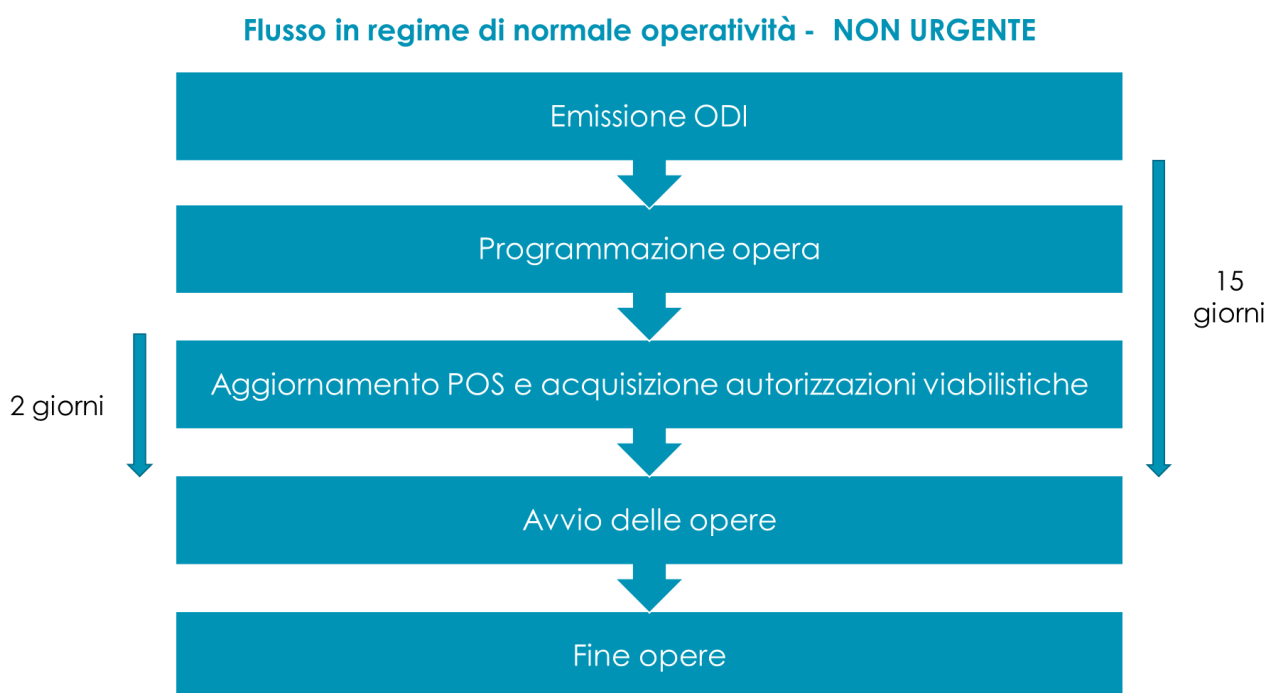 Flusso in regime di normale operatività - NON URGENTE
Emissione ODI
Programmazione opera
15
giorni
Aggiornamento POS e acquisizione autorizzazioni viabilistiche
2 giorni
Avvio delle opere
Fine opere